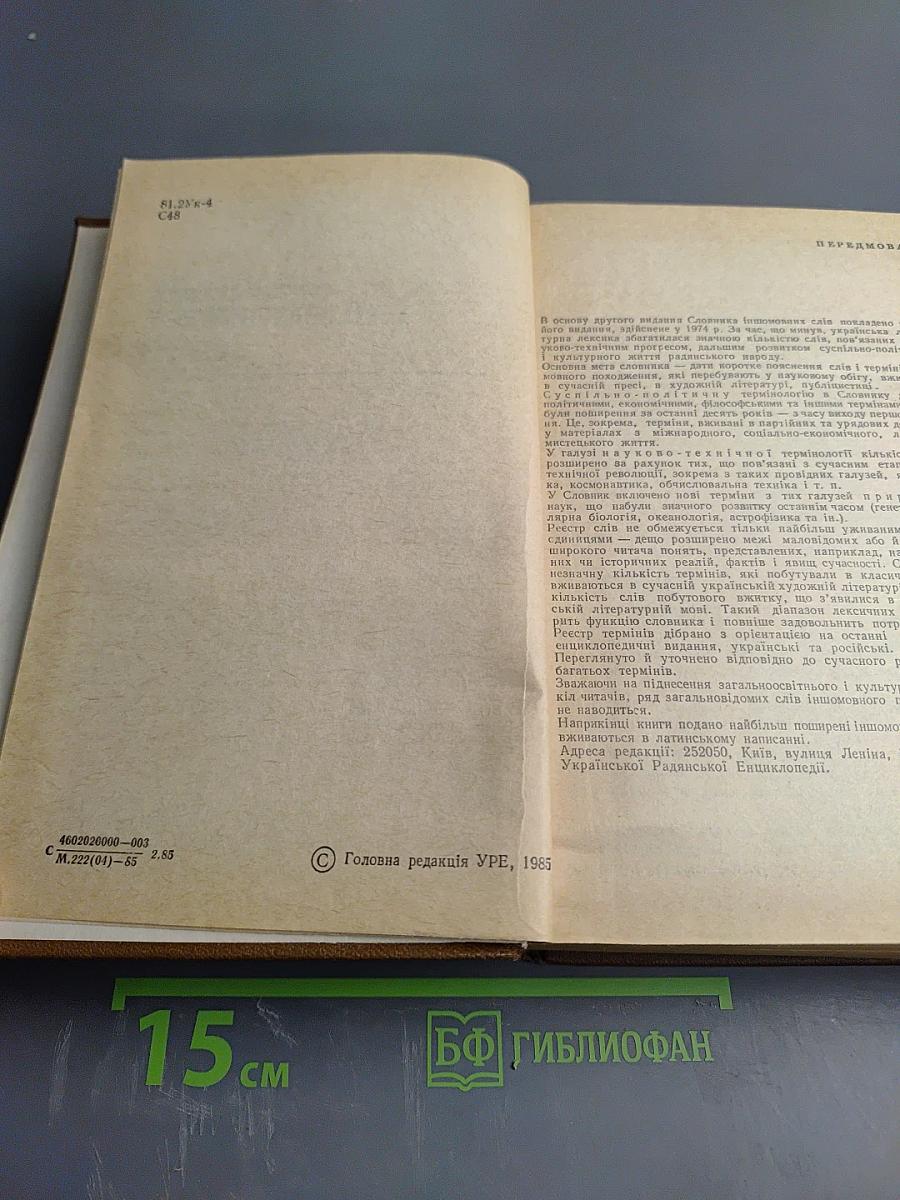 81.2Ук-4
С48
4602020000—003
С M.222(04)—85 2.85
© Головна редакція УРЕ, 1985
ПЕРЕДМОВА
В основу другого видання Словника іншомовних слів покладено
його видання, здійснене у 1974 р. За час, що минув, українська л
турна лексика збагатилася значною кількістю слів, пов'язаних
уково-технічним прогресом, дальшим розвитком суспільно-полі
і культурного життя радянського народу.
Основна мета словника — дати коротке пояснення слів і терміні
мовного походження, які перебувають у науковому обігу, вжи
в сучасній пресі, в художній літературі, публіцистиці.
Суспільно-політичну термінологію в Словнику
політичними, економічними, філософськими та іншими термінами
були поширення за останні десять років — з часу виходу перш
ня. Це, зокрема, терміни, вживані в партійних та урядових д
у матеріалах з міжнародного, соціально-економічного, л
мистецького життя.
У галузі науково-технічної термінології кількіс
розширено за рахунок тих, що пов'язані з сучасним етап
технічної революції, зокрема з таких провідних галузей, я
ка, космонавтика, обчислювальна техніка і т. п.
У Словник включено нові терміни з тих галузей при
наук, що набули значного розвитку останнім часом (гене
лярна біологія, океанологія, астрофізика та ін.).
Реєстр слів не обмежується тільки найбільш уживаним
одиницями — дещо розширено межі маловідомих або й
широкого читача понять, представлених, наприклад, на
них чи історичних реалій, фактів і явищ сучасності. С
незначну кількість термінів, які побутували в класич
вживаються в сучасній українській художній літератур
кількість слів побутового вжитку, що з'явилися в
ській літературній мові. Такий діапазон лексичних
рить функцію словника і повніше задовольнить потр
Реєстр термінів дібрано з орієнтацією на останні
енциклопедичні видання, українські та російські.
Переглянуто й уточнено відповідно до сучасного р
багатьох термінів.
Зважаючи на піднесення загальноосвітнього і культур
кіл читачів, ряд загальновідомих слів іншомовного п
не наводиться.
Наприкінці книги подано найбільш поширені іншомо
вживаються в латинському написанні.
Адреса редакції: 252050, Київ, вулиця Леніна,
Української Радянської Енциклопедії.
15 см
БФ ГИБЛИОФАН